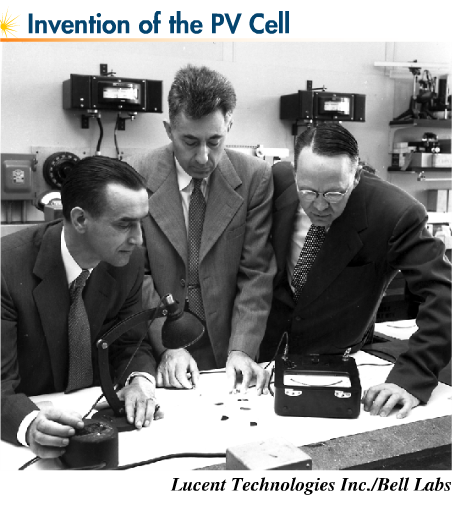 Invention of the PV Cell
Lucent Technologies Inc./Bell Labs